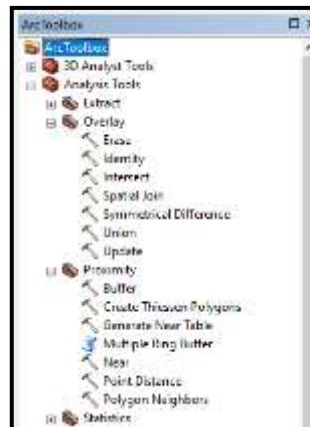 ArcToolbox
ArcToolbox
3D Analyst Tools
Analysis Tools
Extract
Overlay
Erase
Identity
Intersect
Spatial Join
Symmetrical Difference
Union
Update
Proximity
Buffer
Create Thiessen Polygons
Generate Near Table
Multiple Ring Buffer
Near
Point Distance
Polygon Neighbors
Statistics